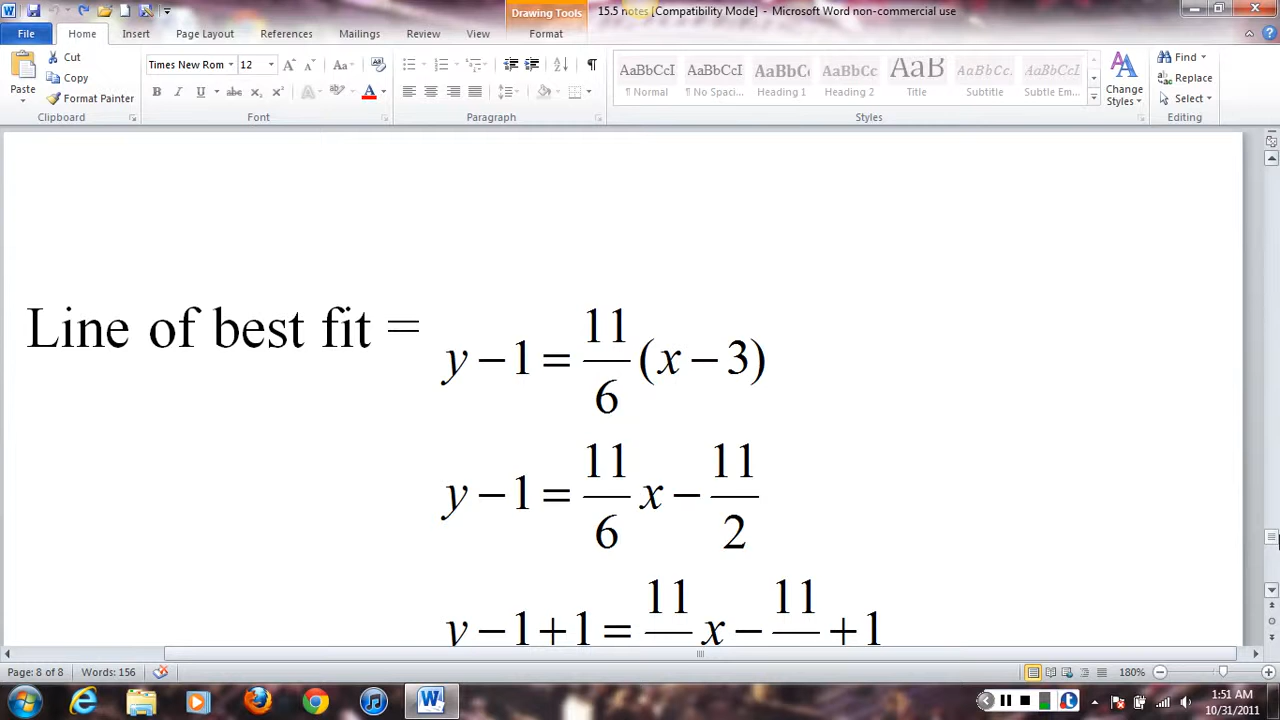 15.5 notes [Compatibility Mode] - Microsoft Word non-commercial use
Drawing Tools
File Home Insert Page Layout References Mailings Review View Format
Paste
Cut
Copy
Format Painter
Clipboard
Times New Rom 12
Font
Paragraph
AaBbCcI AaBbCcI AaBbCc AaBbCcI AaB AaBbCcI AaBbCcI
¶ Normal ¶ No Spaci... Heading 1 Heading 2 Title Subtitle Subtle Em...
Styles
Change Styles
Find
Replace
Select
Editing
Line of best fit = y − 1 = 11/6 (x − 3)
y − 1 = 11/6 x − 11/2
y − 1 + 1 = 11 x − 11 + 1
Page: 8 of 8 Words: 156 180%
1:51 AM
10/31/2011